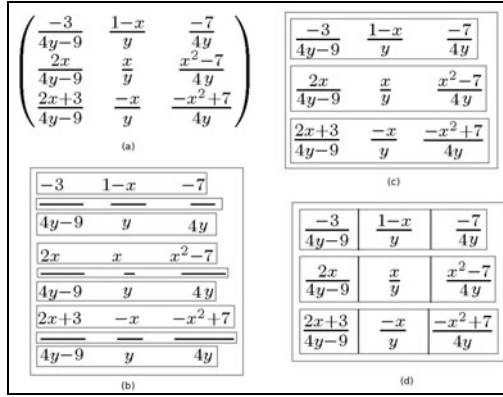 -3/(4y-9) (1-x)/y -7/(4y)
2x/(4y-9) x/y (x²-7)/(4y)
(2x+3)/(4y-9) -x/y (-x²+7)/(4y)
(a)
-3 1-x -7
4y-9 y 4y
2x x x²-7
4y-9 y 4y
2x+3 -x -x²+7
4y-9 y 4y
(b)
-3/(4y-9) (1-x)/y -7/(4y)
2x/(4y-9) x/y (x²-7)/(4y)
(2x+3)/(4y-9) -x/y (-x²+7)/(4y)
(c)
-3/(4y-9) (1-x)/y -7/(4y)
2x/(4y-9) x/y (x²-7)/(4y)
(2x+3)/(4y-9) -x/y (-x²+7)/(4y)
(d)